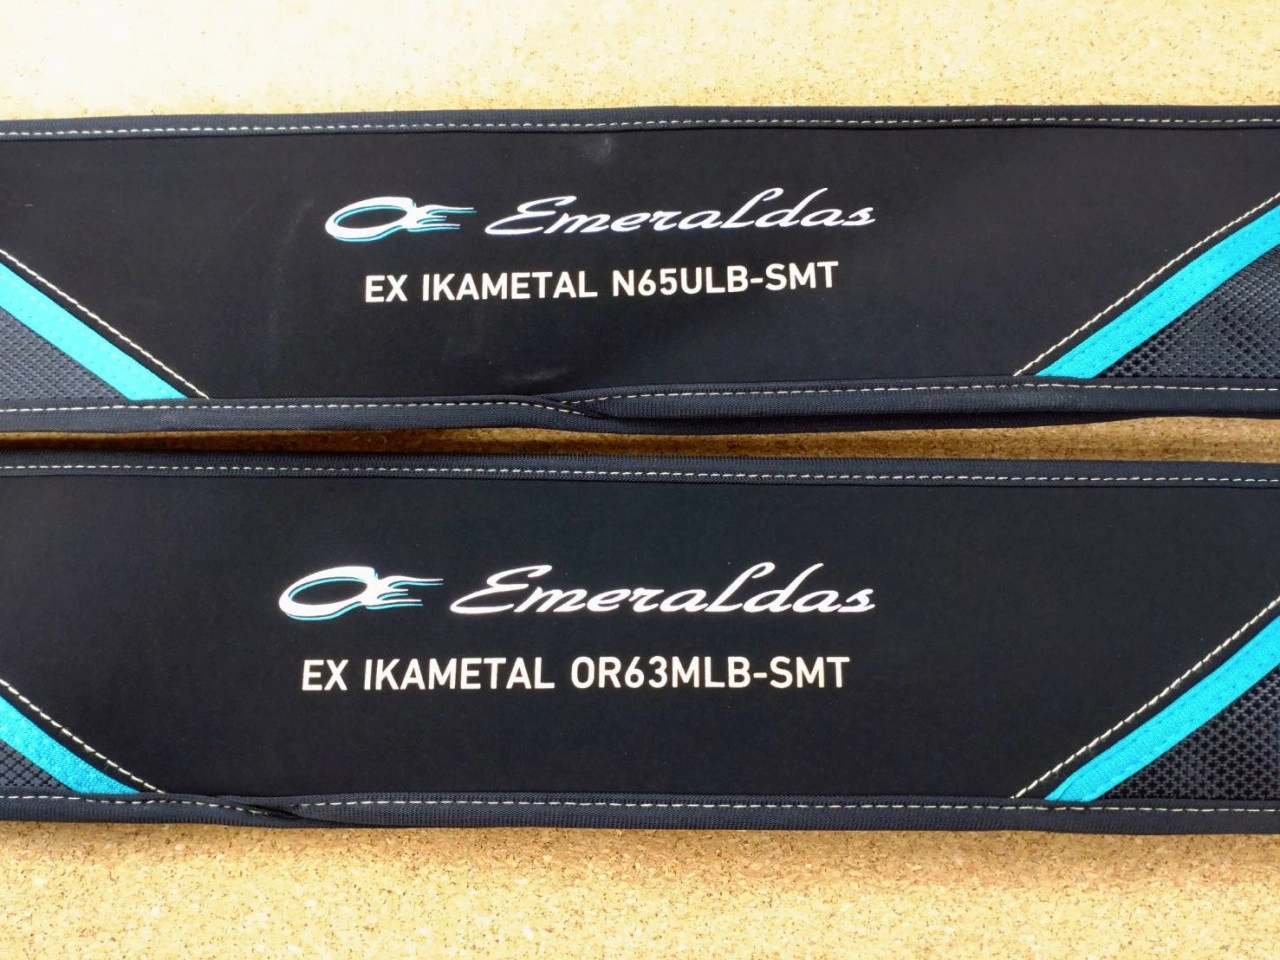 Emeraldas
EX IKAMETAL N65ULB-SMT
Emeraldas
EX IKAMETAL OR63MLB-SMT